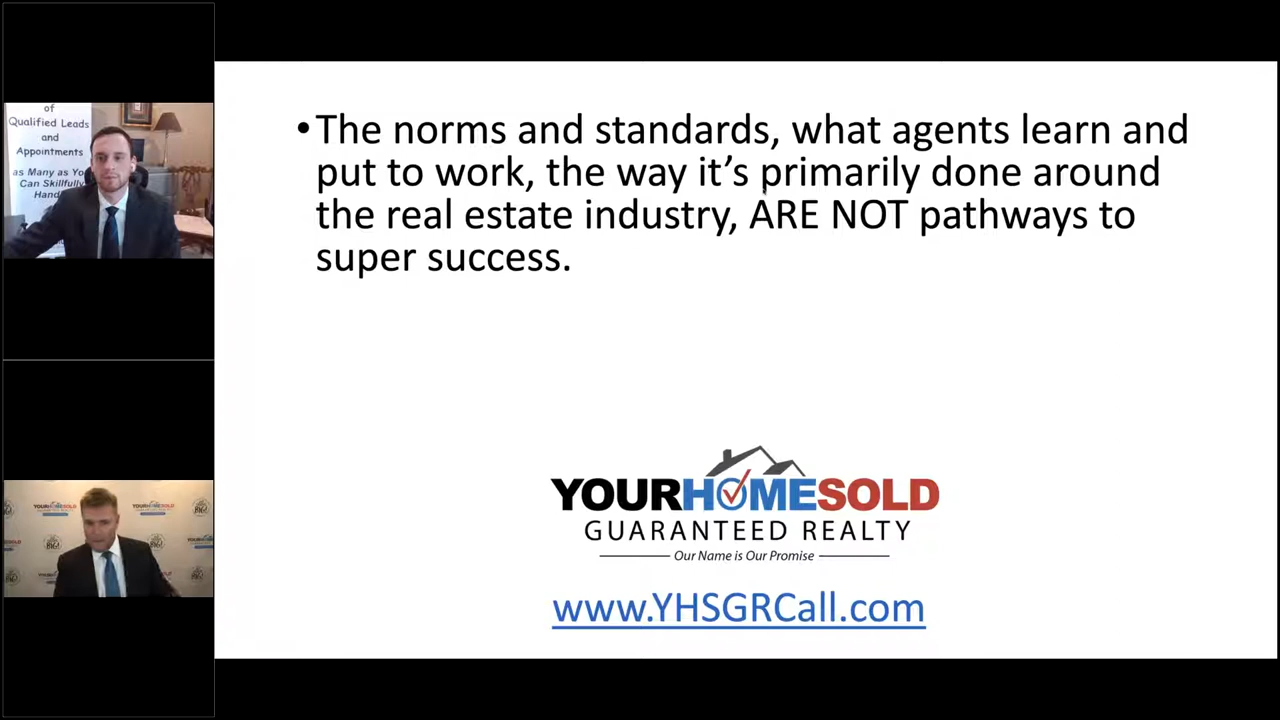 of
Qualified Leads
and
Appointments
as Many as
Can Skillfully
•The norms and standards, what agents learn and
put to work, the way it’s primarily done around
the real estate industry, ARE NOT pathways to
super success.
YOURHOMESOLD
GUARANTEED REALTY
Our Name is Our Promise
www.YHSGRCall.com